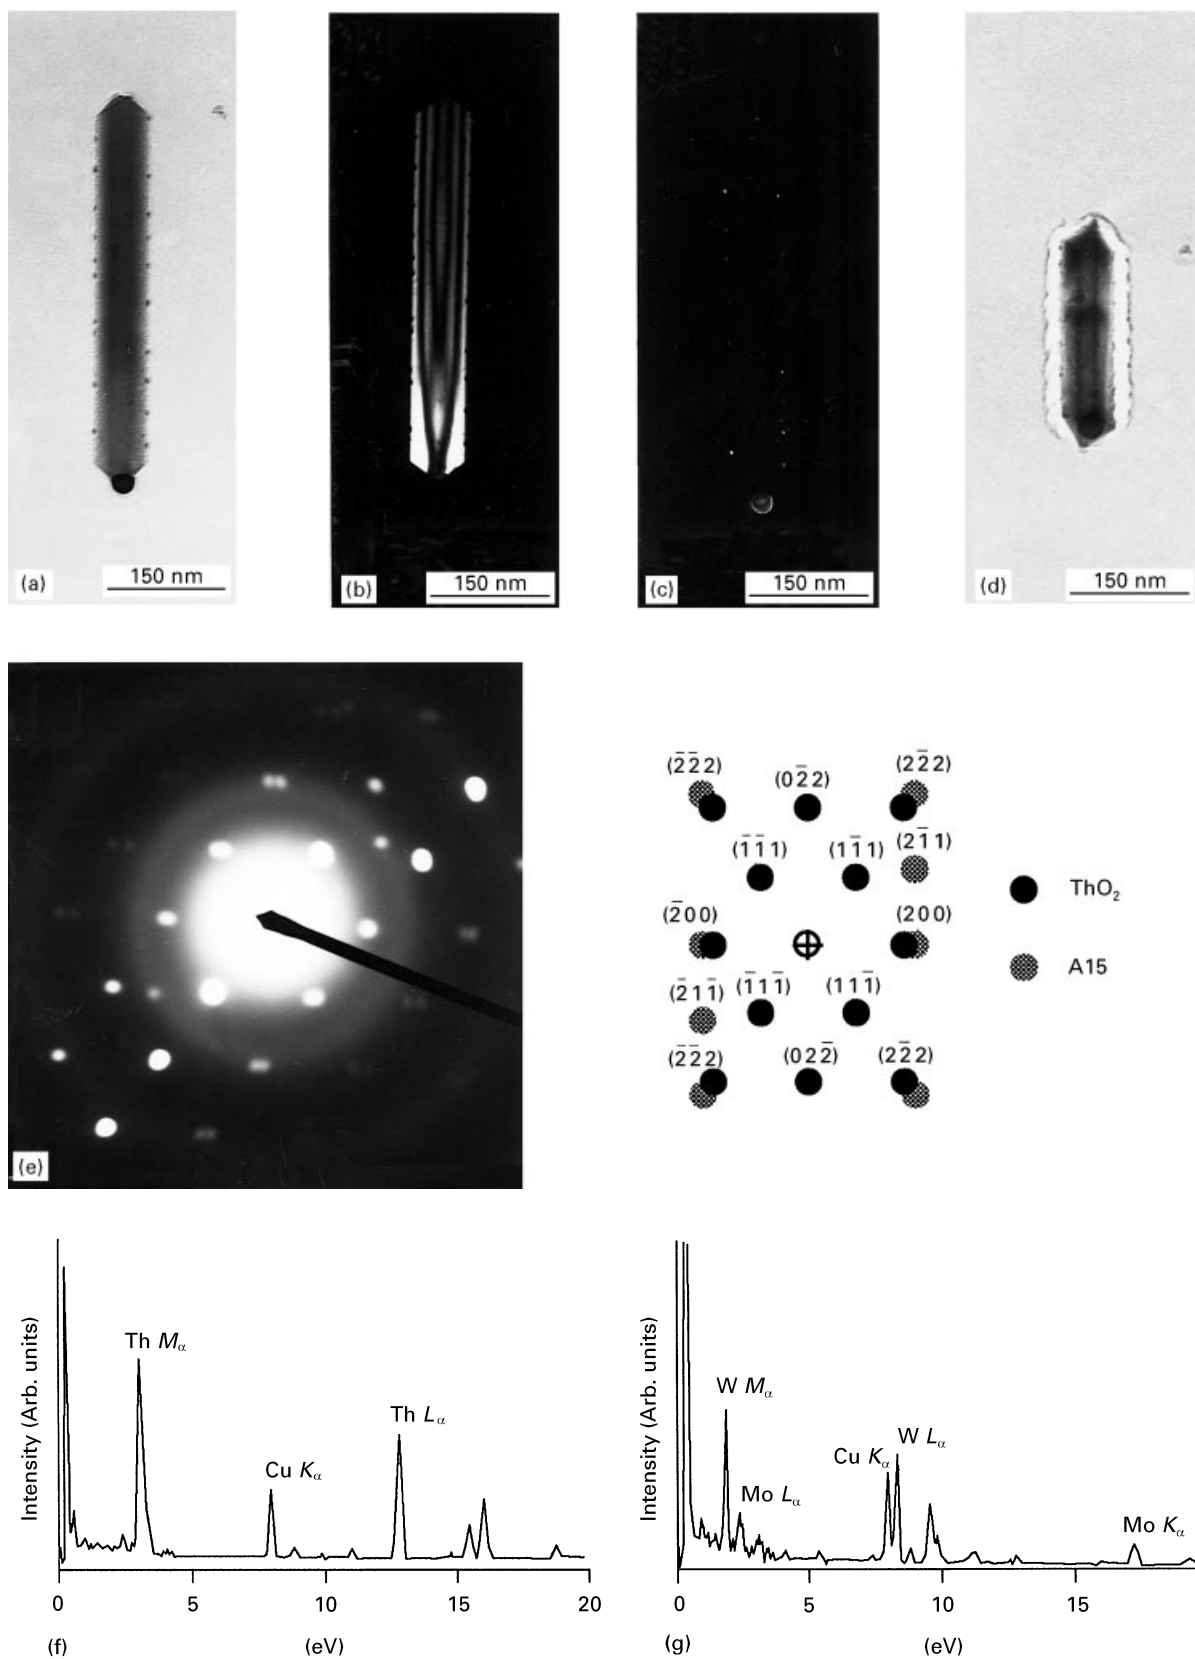 (a)
150 nm
(b)
150 nm
(c)
150 nm
(d)
150 nm
(e)
(2̅2̅2)
(02̅2)
(22̅2)
(1̅1̅1)
(11̅1)
(21̅1)
(2̅00)
(200)
(2̅11̅)
(1̅11̅)
(111̅)
(2̅2̅2)
(022̅)
(22̅2)
ThO₂
A15
Intensity (Arb. units)
Th Mα
Cu Kα
Th Lα
0 5 10 15 20
(f)
(eV)
Intensity (Arb. units)
W Mα
Mo Lα
Cu Kα
W Lα
Mo Kα
0 5 10 15
(g)
(eV)